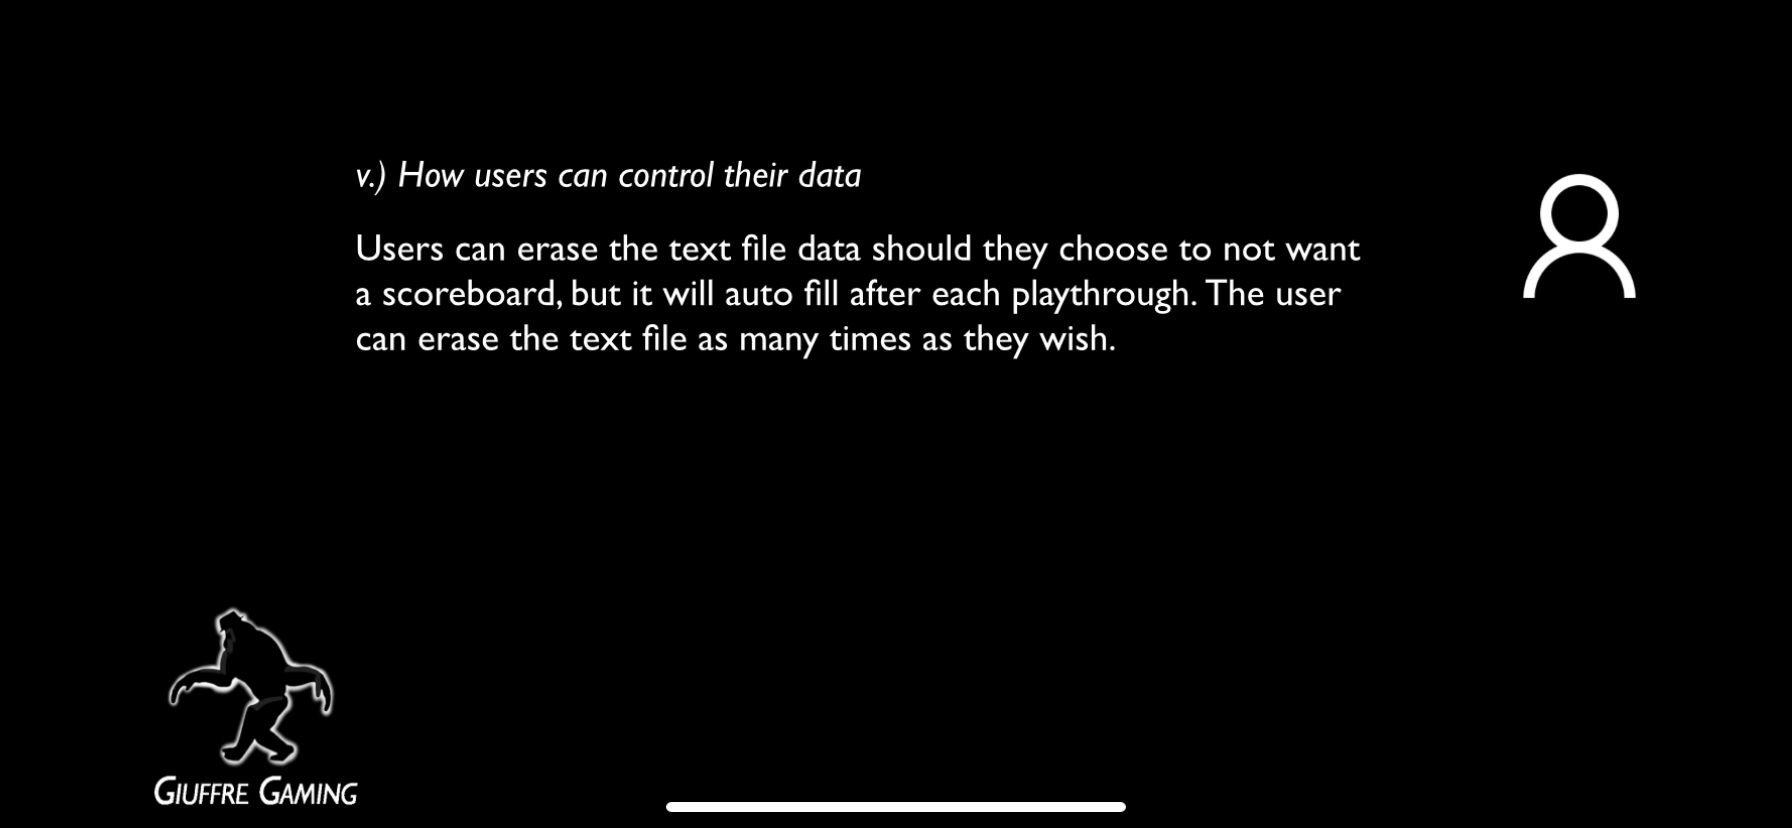 v.) How users can control their data
Users can erase the text file data should they choose to not want
a scoreboard, but it will auto fill after each playthrough. The user
can erase the text file as many times as they wish.
GIUFFRE GAMING